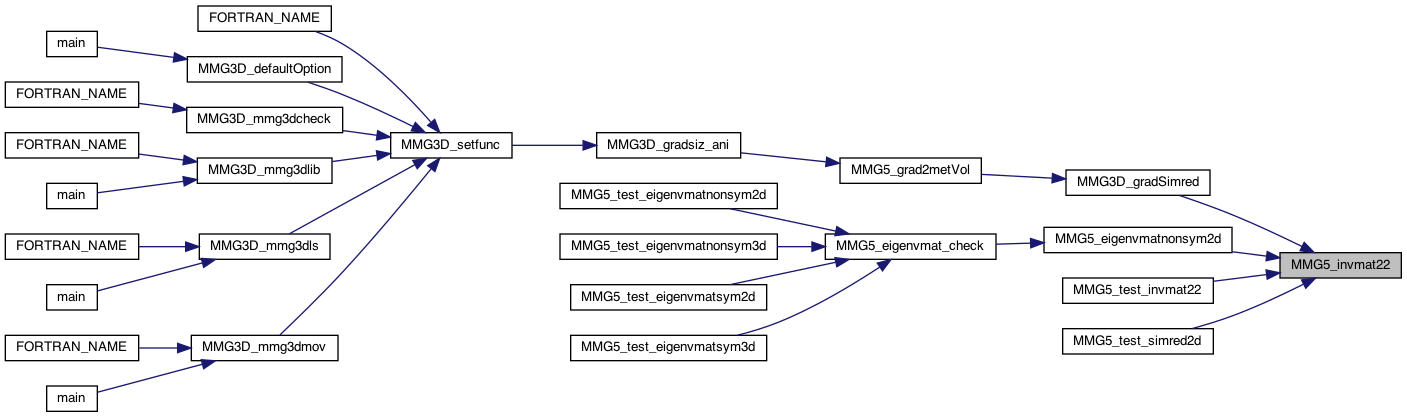 FORTRAN_NAME
main
MMG3D_defaultOption
FORTRAN_NAME
MMG3D_mmg3dcheck
FORTRAN_NAME
MMG3D_mmg3dlib
main
MMG3D_setfunc
MMG3D_gradsiz_ani
MMG5_grad2metVol
MMG3D_gradSimred
FORTRAN_NAME
MMG3D_mmg3dls
main
MMG5_test_eigenvmatnonsym2d
MMG5_test_eigenvmatnonsym3d
MMG5_test_eigenvmatsym2d
MMG5_test_eigenvmatsym3d
MMG5_eigenvmat_check
MMG5_eigenvmatnonsym2d
MMG5_invmat22
MMG5_test_invmat22
MMG5_test_simred2d
FORTRAN_NAME
MMG3D_mmg3dmov
main